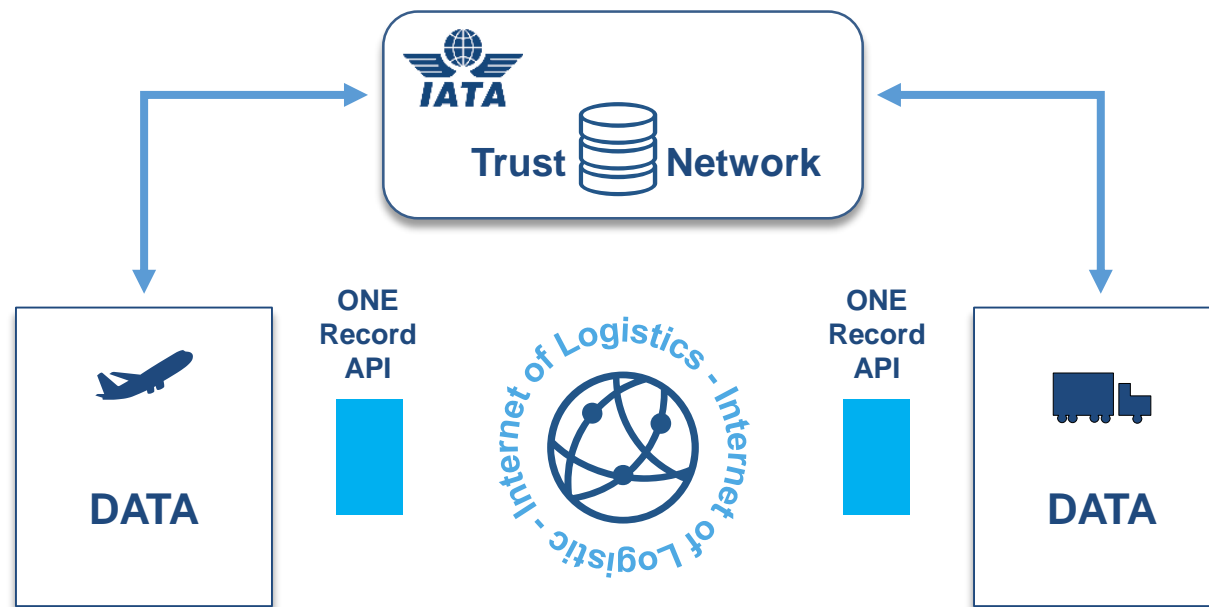 IATA
Trust Network
ONE
Record
API
ONE
Record
API
Internet of Logistics - Internet of Logistic -
DATA
DATA